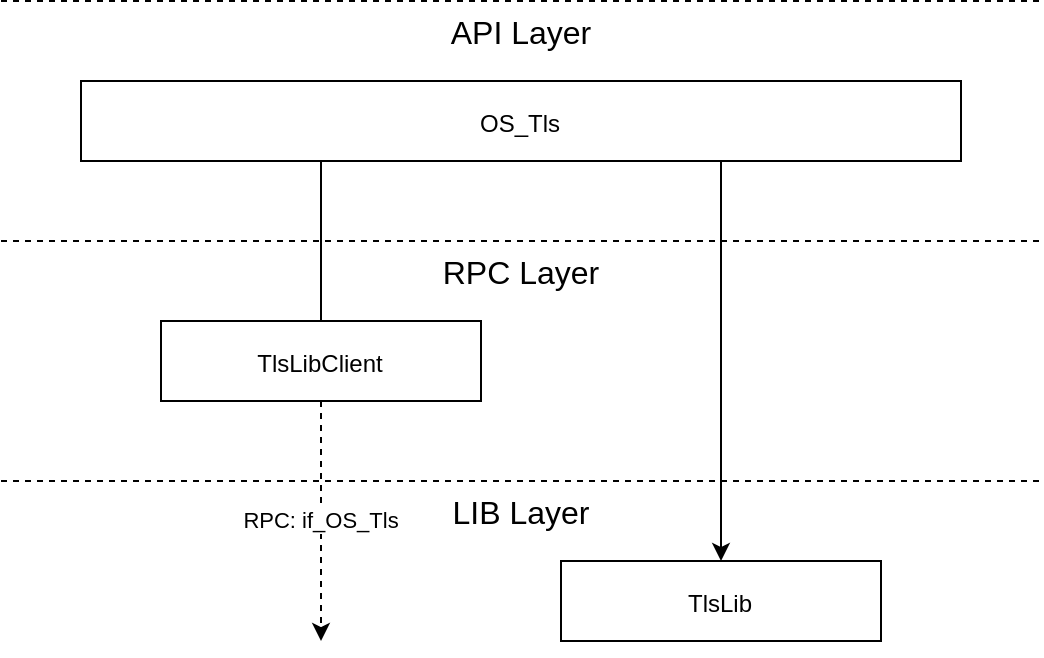 API Layer
OS_Tls
RPC Layer
TlsLibClient
LIB Layer
RPC: if_OS_Tls
TlsLib